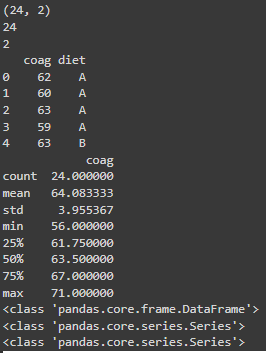 (24, 2)
24
2
   coag diet
0    62    A
1    60    A
2    63    A
3    59    A
4    63    B
            coag
count  24.000000
mean   64.083333
std     3.955367
min    56.000000
25%    61.750000
50%    63.500000
75%    67.000000
max    71.000000
<class 'pandas.core.frame.DataFrame'>
<class 'pandas.core.series.Series'>
<class 'pandas.core.series.Series'>